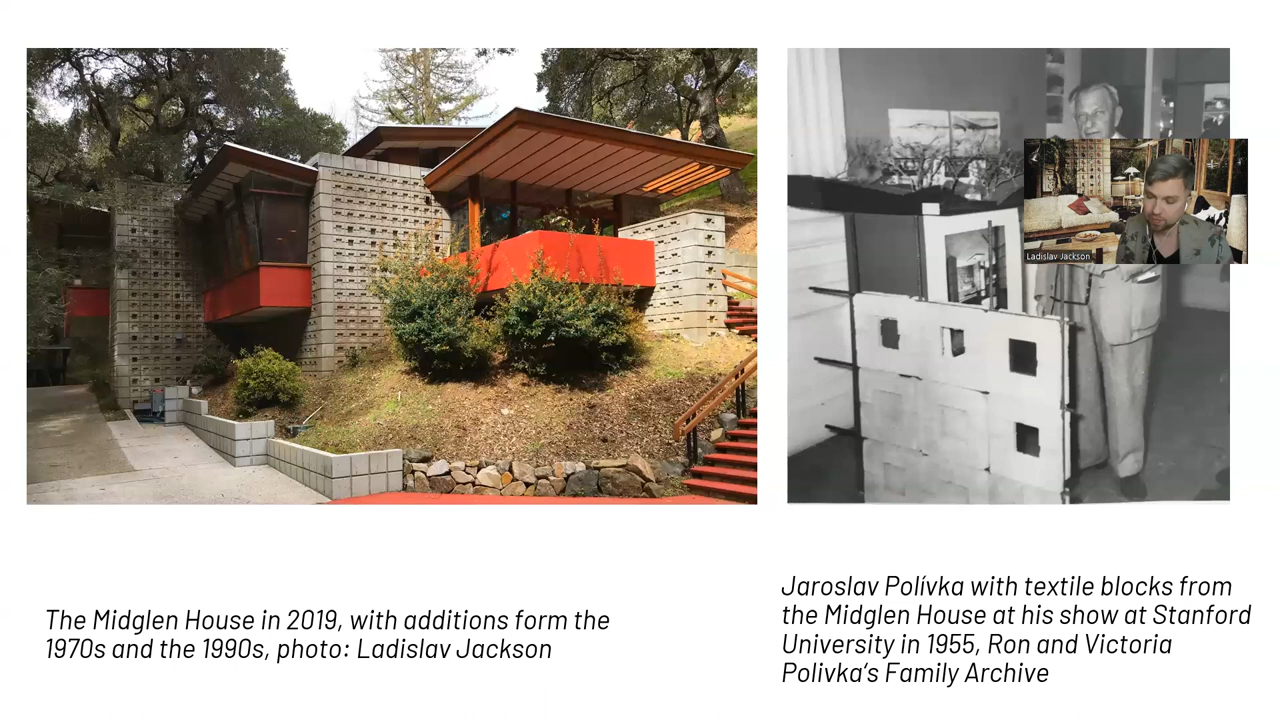 Ladislav Jackson
The Midglen House in 2019, with additions form the
1970s and the 1990s, photo: Ladislav Jackson
Jaroslav Polívka with textile blocks from
the Midglen House at his show at Stanford
University in 1955, Ron and Victoria
Polivka’s Family Archive